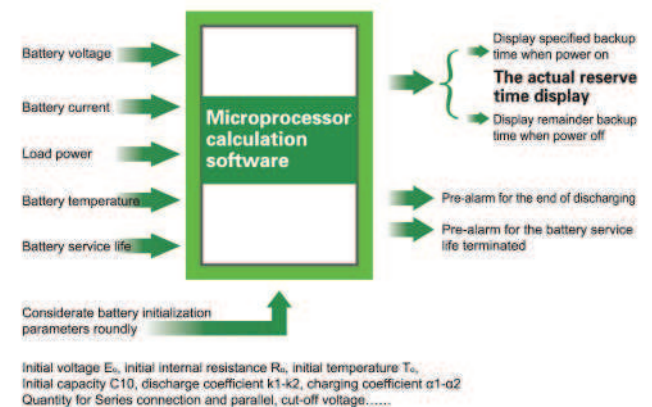 Battery voltage
Battery current
Load power
Battery temperature
Battery service life
Microprocessor
calculation
software
Display specified backup
time when power on
The actual reserve
time display
Display remainder backup
time when power off
Pre-alarm for the end of discharging
Pre-alarm for the battery service
life terminated
Considerate battery initialization
parameters roundly
Initial voltage E₀, initial internal resistance R₀, initial temperature T₀,
Initial capacity C10, discharge coefficient k1-k2, charging coefficient α1-α2
Quantity for Series connection and parallel, cut-off voltage……